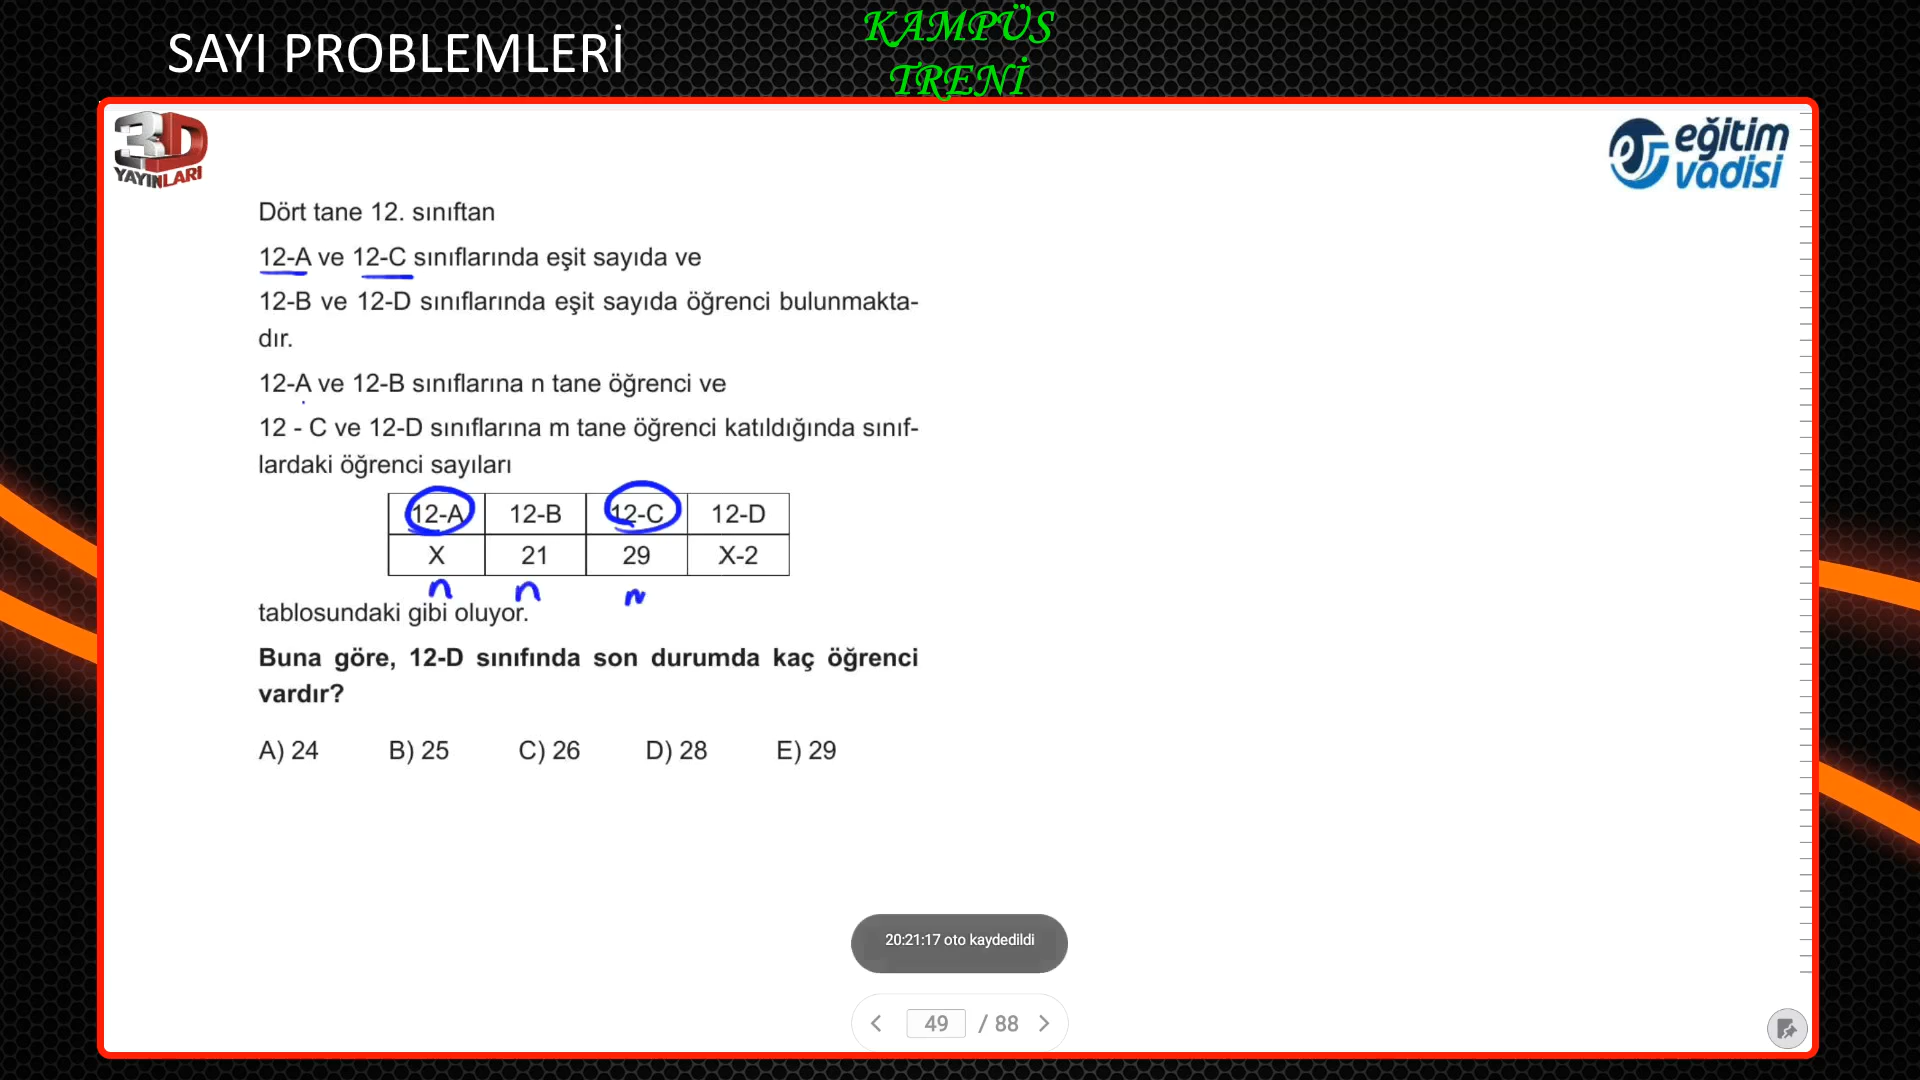 SAYI PROBLEMLERİ
KAMPÜS
TRENİ
3D
YAYINLARI
eğitim
vadisi
Dört tane 12. sınıftan
12-A ve 12-C sınıflarında eşit sayıda ve
12-B ve 12-D sınıflarında eşit sayıda öğrenci bulunmakta-
dır.
12-A ve 12-B sınıflarına n tane öğrenci ve
12 - C ve 12-D sınıflarına m tane öğrenci katıldığında sınıf-
lardaki öğrenci sayıları
12-A 12-B 12-C 12-D
X 21 29 X-2
n n
tablosundaki gibi oluyor.
Buna göre, 12-D sınıfında son durumda kaç öğrenci
vardır?
A) 24 B) 25 C) 26 D) 28 E) 29
20:21:17 oto kaydedildi
49 / 88